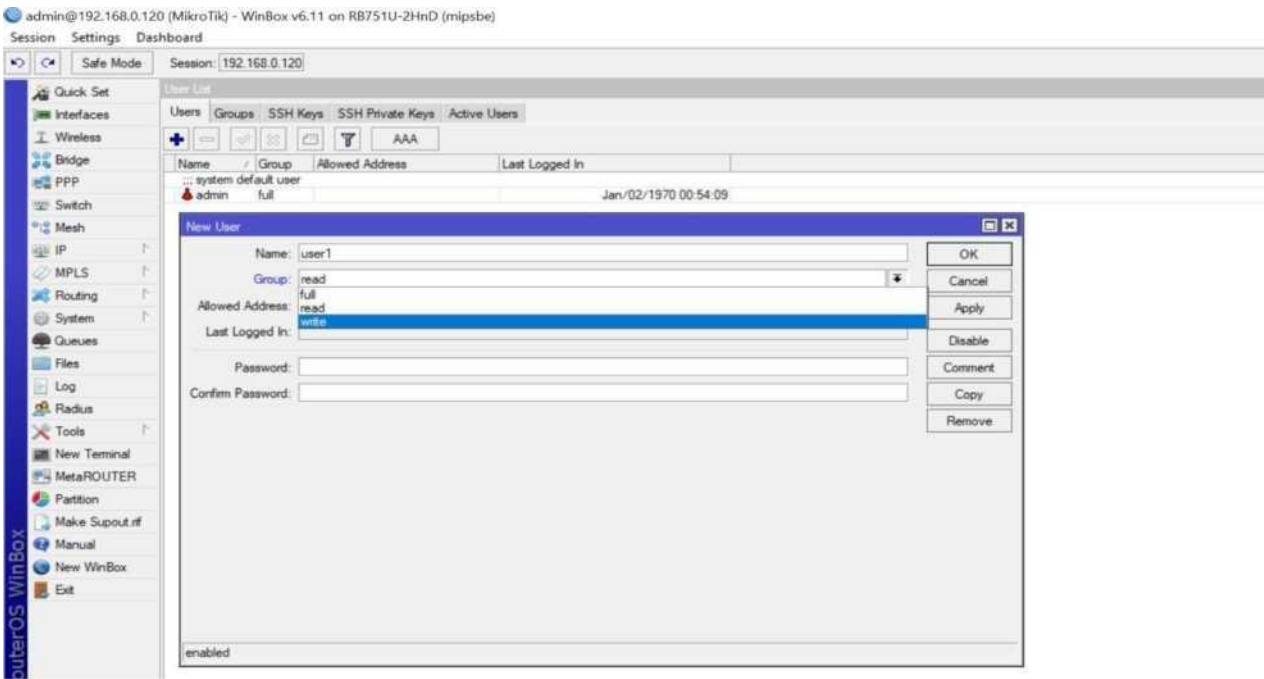 admin@192.168.0.120 (MikroTik) - WinBox v6.11 on RB751U-2HnD (mipsbe)
Session Settings Dashboard
Safe Mode Session: 192.168.0.120
Quick Set
Interfaces
Wireless
Bridge
PPP
Switch
Mesh
IP
MPLS
Routing
System
Queues
Files
Log
Radius
Tools
New Terminal
MetaROUTER
Partition
Make Supout.rif
Manual
New WinBox
Exit
uterOS WinBox
User List
Users Groups SSH Keys SSH Private Keys Active Users
AAA
Name Group Allowed Address Last Logged In
::: system default user
admin full Jan/02/1970 00:54:09
New User
Name: user1
Group: read
full
Allowed Address: read
write
Last Logged In:
Password:
Confirm Password:
OK
Cancel
Apply
Disable
Comment
Copy
Remove
enabled